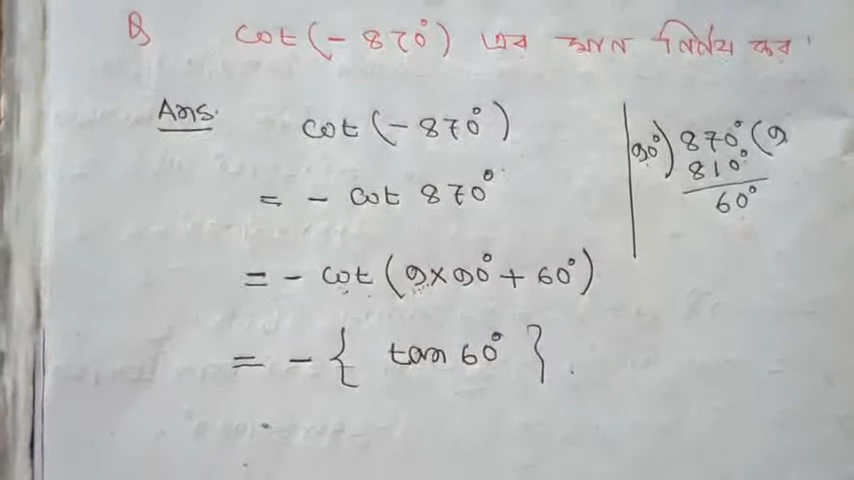 Q cot (- 870°) এর মান নির্ণয় কর।
Ans. cot (- 870°)
= - cot 870°
= - cot (9×90° + 60°)
= - { tan 60° }.
90°) 870° (9
810°
60°